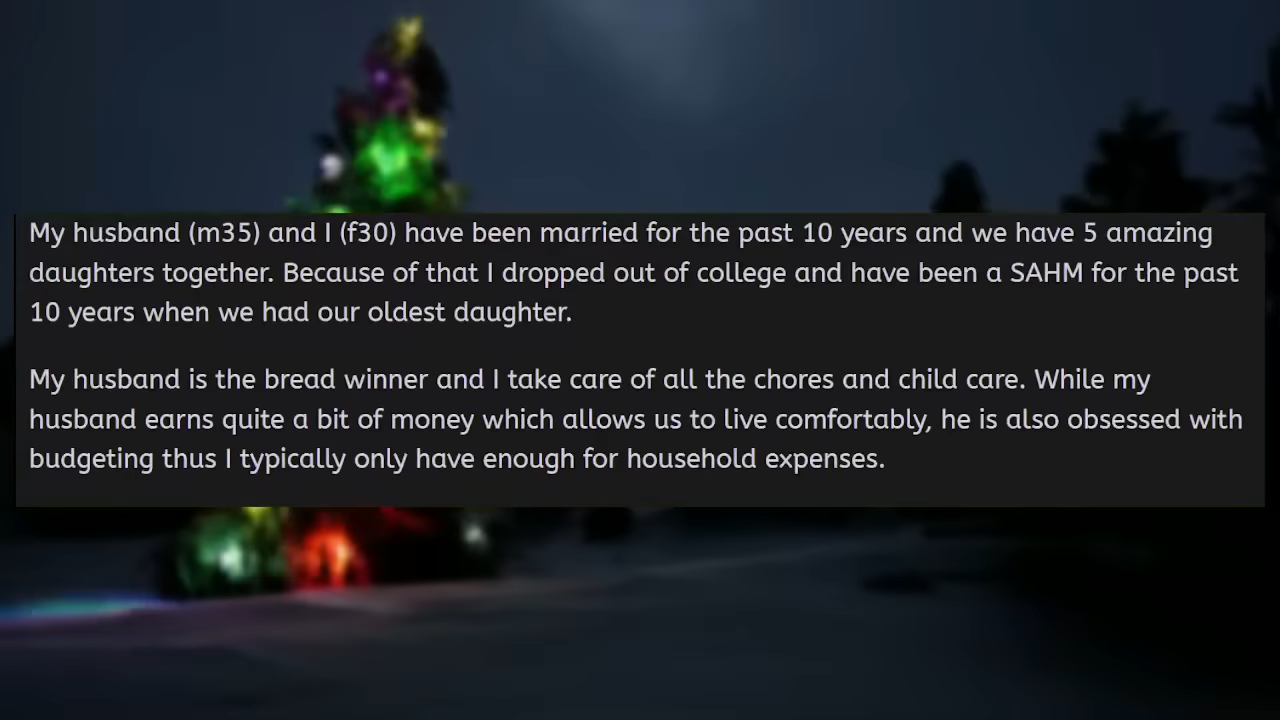 My husband (m35) and I (f30) have been married for the past 10 years and we have 5 amazing
daughters together. Because of that I dropped out of college and have been a SAHM for the past
10 years when we had our oldest daughter.
My husband is the bread winner and I take care of all the chores and child care. While my
husband earns quite a bit of money which allows us to live comfortably, he is also obsessed with
budgeting thus I typically only have enough for household expenses.